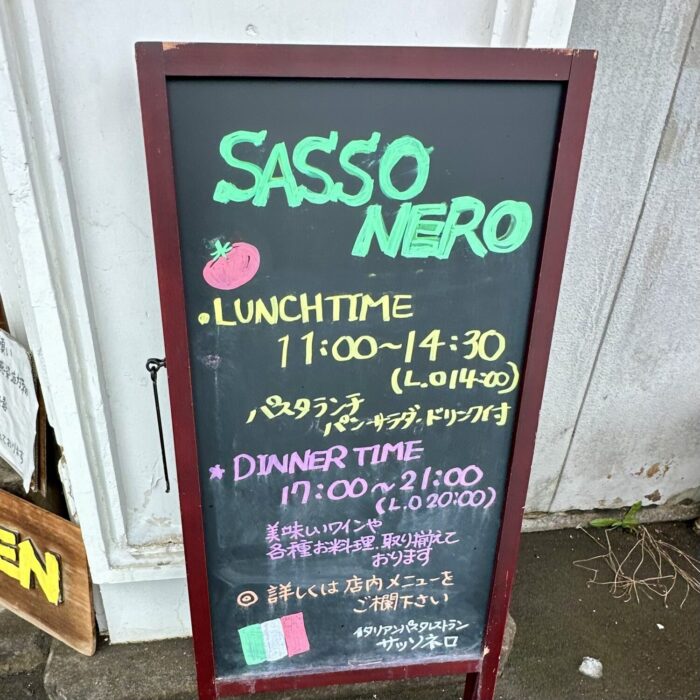 SASSO
NERO
・LUNCHTIME
11:00〜14:30
(L.O14:00)
パスタランチ
パン・サラダ・ドリンク付
★DINNER TIME
17:00〜21:00
(L.O20:00)
美味しいワインや
各種お料理、取り揃えて
おります
◎詳しくは店内メニューを
ご欄下さい
イタリアンパスタレストラン
サッソネロ
EN